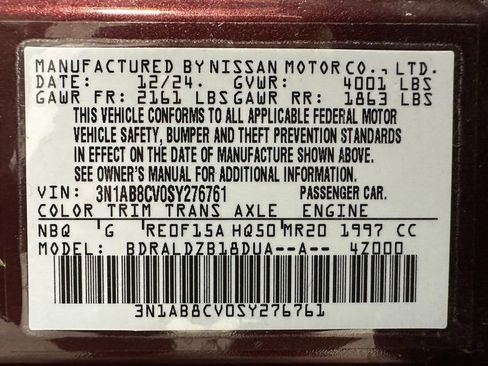 MANUFACTURED BY NISSAN MOTOR CO., LTD.
DATE: 12/24. GVWR: 4001 LBS
GAWR FR: 2161 LBS GAWR RR: 1863 LBS
THIS VEHICLE CONFORMS TO ALL APPLICABLE FEDERAL MOTOR
VEHICLE SAFETY, BUMPER AND THEFT PREVENTION STANDARDS
IN EFFECT ON THE DATE OF MANUFACTURE SHOWN ABOVE.
SEE OWNER'S MANUAL FOR ADDITIONAL INFORMATION.
VIN: 3N1AB8CV0SY276761 PASSENGER CAR.
COLOR TRIM TRANS AXLE ENGINE
NBQ G RE0F15A HQ50 MR20 1997 CC
MODEL: BDRALDZB18DUA--A-- 4Z000
3N1AB8CV0SY276761